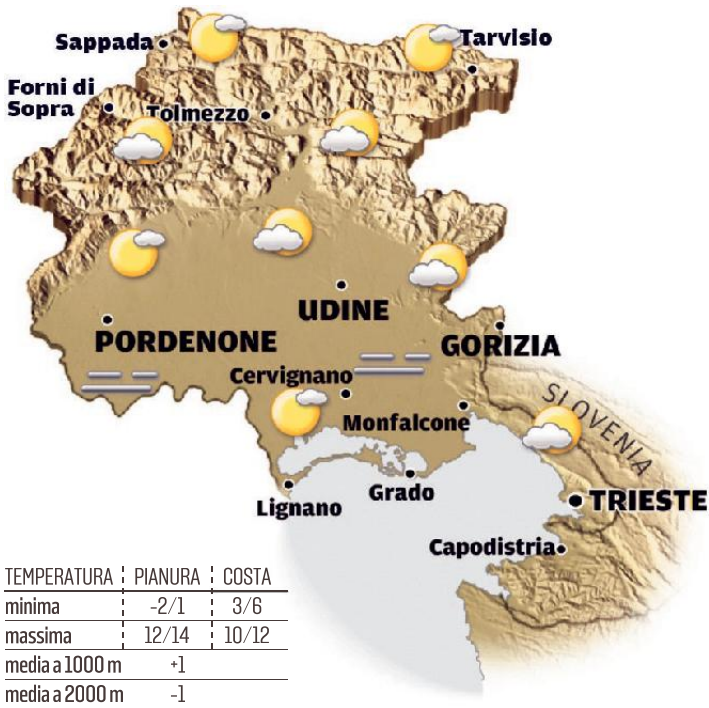 Sappada
Tarvisio
Forni di
Sopra
Tolmezzo
UDINE
PORDENONE
GORIZIA
Cervignano
SLOVENIA
Monfalcone
Lignano
Grado
TRIESTE
Capodistria
TEMPERATURA PIANURA COSTA
minima -2/1 3/6
massima 12/14 10/12
media a 1000 m +1
media a 2000 m -1